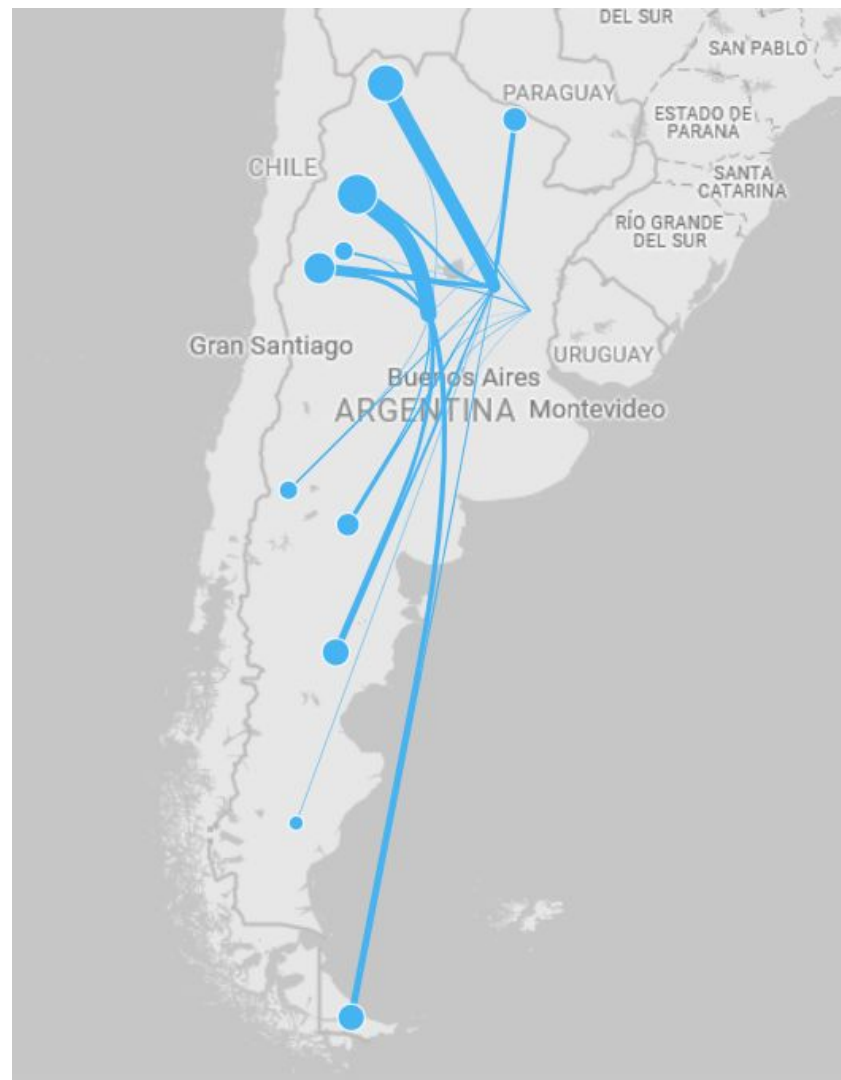 DEL SUR
SAN PABLO
PARAGUAY
ESTADO DE
PARANÁ
CHILE
SANTA
CATARINA
RÍO GRANDE
DEL SUR
Gran Santiago
URUGUAY
Buenos Aires
ARGENTINA
Montevideo